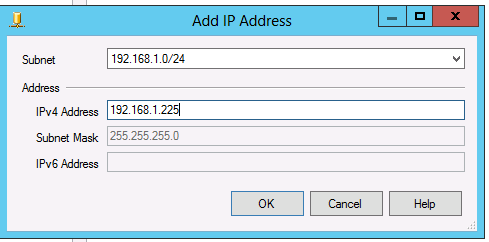 Add IP Address
Subnet 192.168.1.0/24
Address
IPv4 Address 192.168.1.225
Subnet Mask 255.255.255.0
IPv6 Address
OK Cancel Help